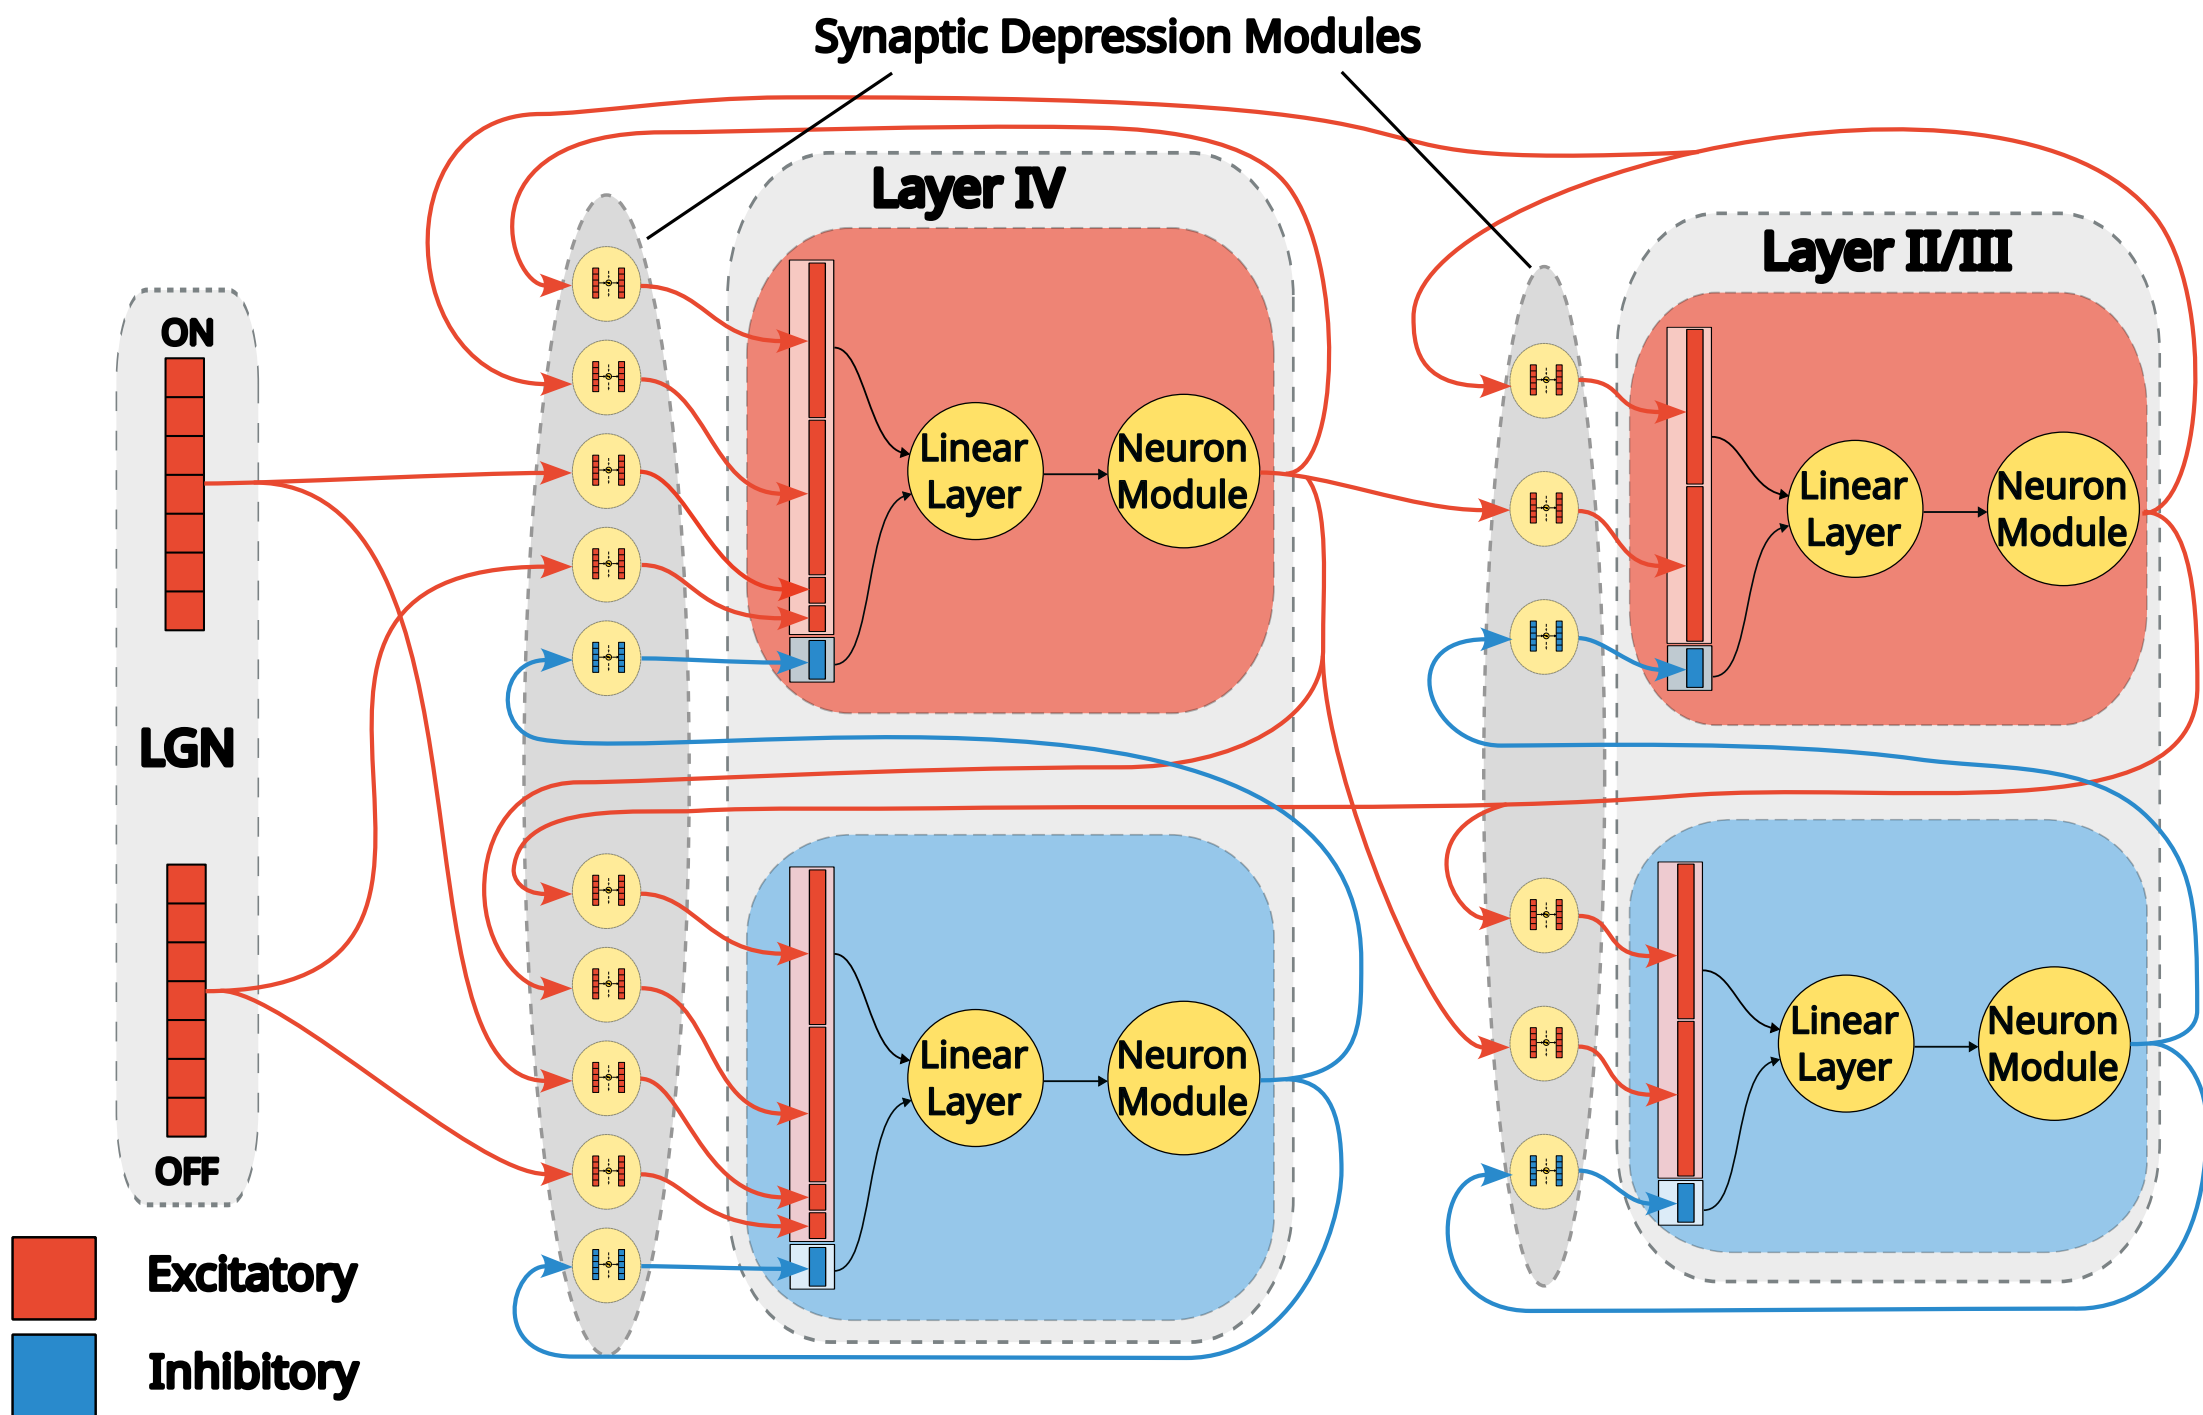 Synaptic Depression Modules
Layer IV
Layer II/III
ON
LGN
OFF
Linear
Layer
Neuron
Module
Linear
Layer
Neuron
Module
Linear
Layer
Neuron
Module
Linear
Layer
Neuron
Module
Excitatory
Inhibitory